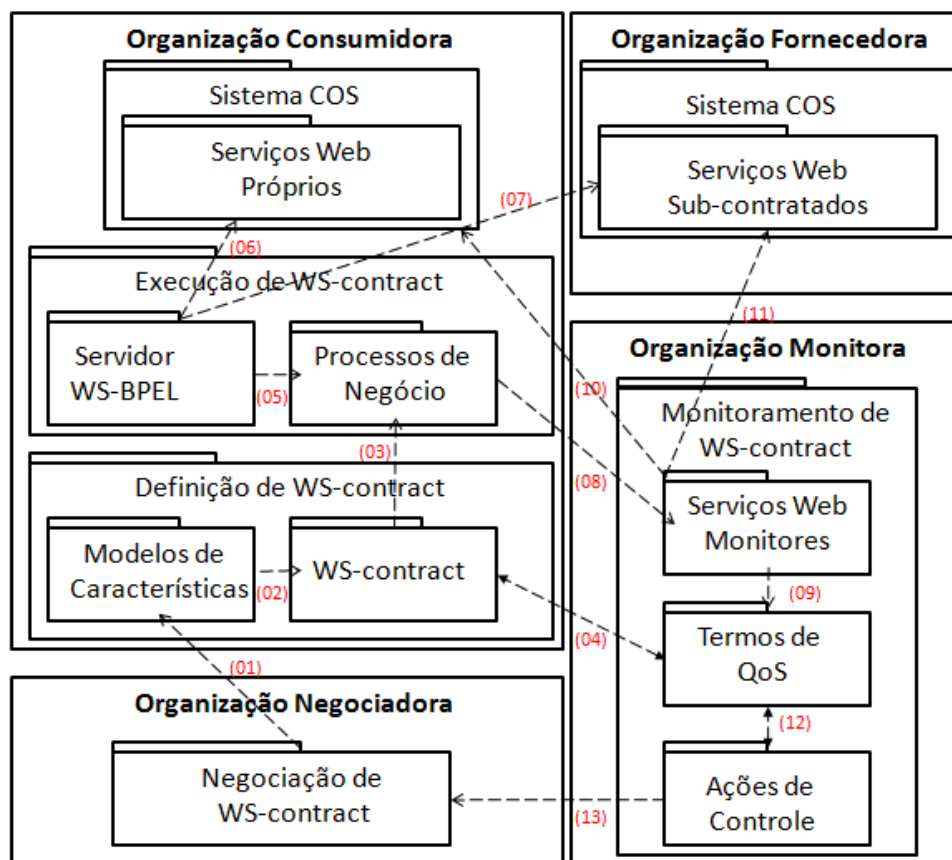 Organização Consumidora
Sistema COS
Serviços Web
Próprios
(06)
(07)
Execução de WS-contract
Servidor
WS-BPEL
(05)
Processos de
Negócio
(03)
Definição de WS-contract
Modelos de
Características
(02)
WS-contract
(01)
Organização Negociadora
Negociação de
WS-contract
Organização Fornecedora
Sistema COS
Serviços Web
Sub-contratados
(11)
(10)
(08)
(04)
(13)
Organização Monitora
Monitoramento de
WS-contract
Serviços Web
Monitores
(09)
Termos de
QoS
(12)
Ações de
Controle